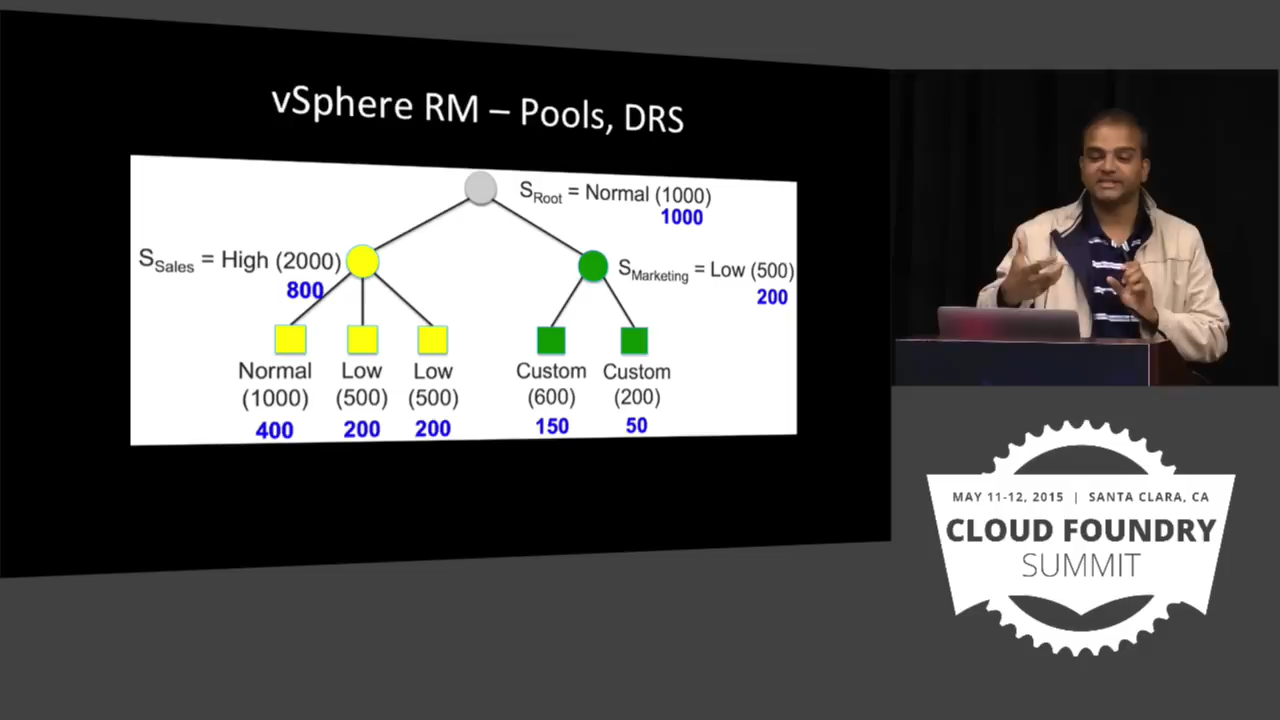 vSphere RM – Pools, DRS
S_Root = Normal (1000)
1000
S_Sales = High (2000)
800
S_Marketing = Low (500)
200
Normal Low Low Custom Custom
(1000) (500) (500) (600) (200)
400 200 200 150 50
MAY 11-12, 2015 | SANTA CLARA, CA
CLOUD FOUNDRY
SUMMIT